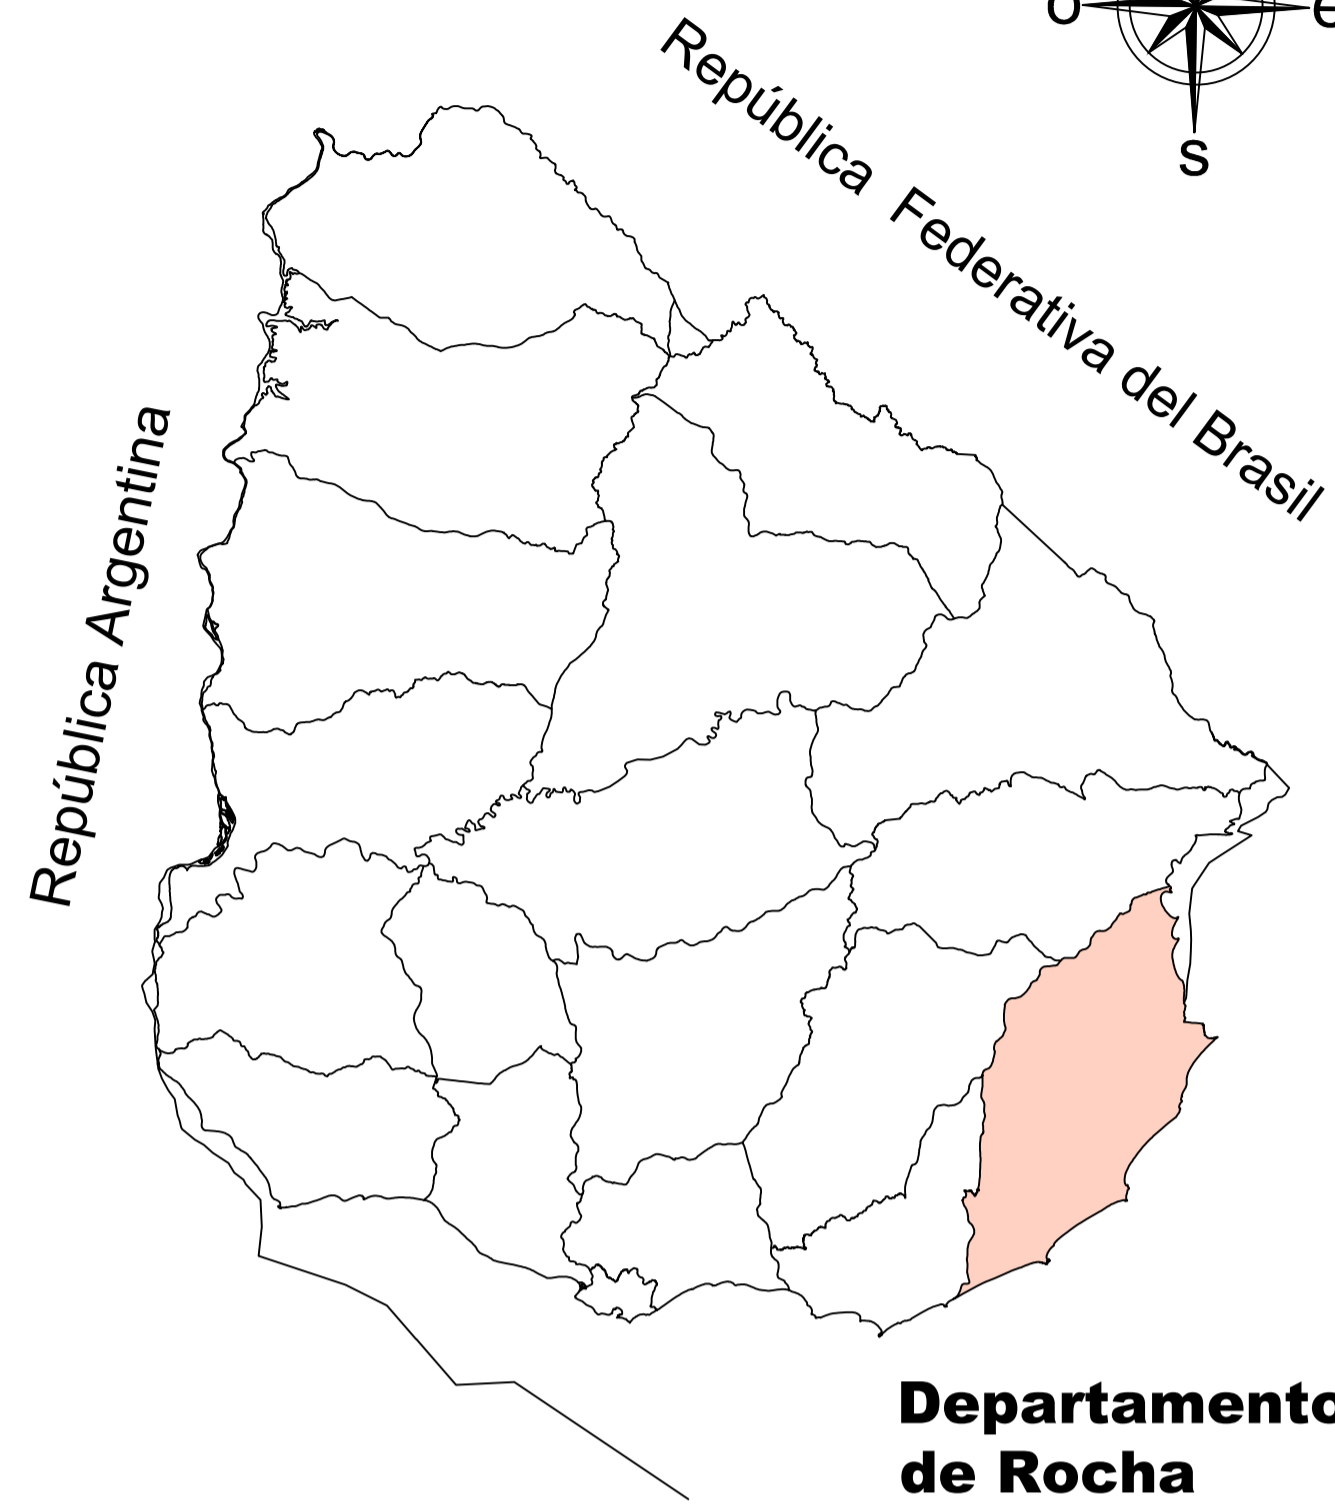 O
e
S
República Federativa del Brasil
República Argentina
Departamento
de Rocha